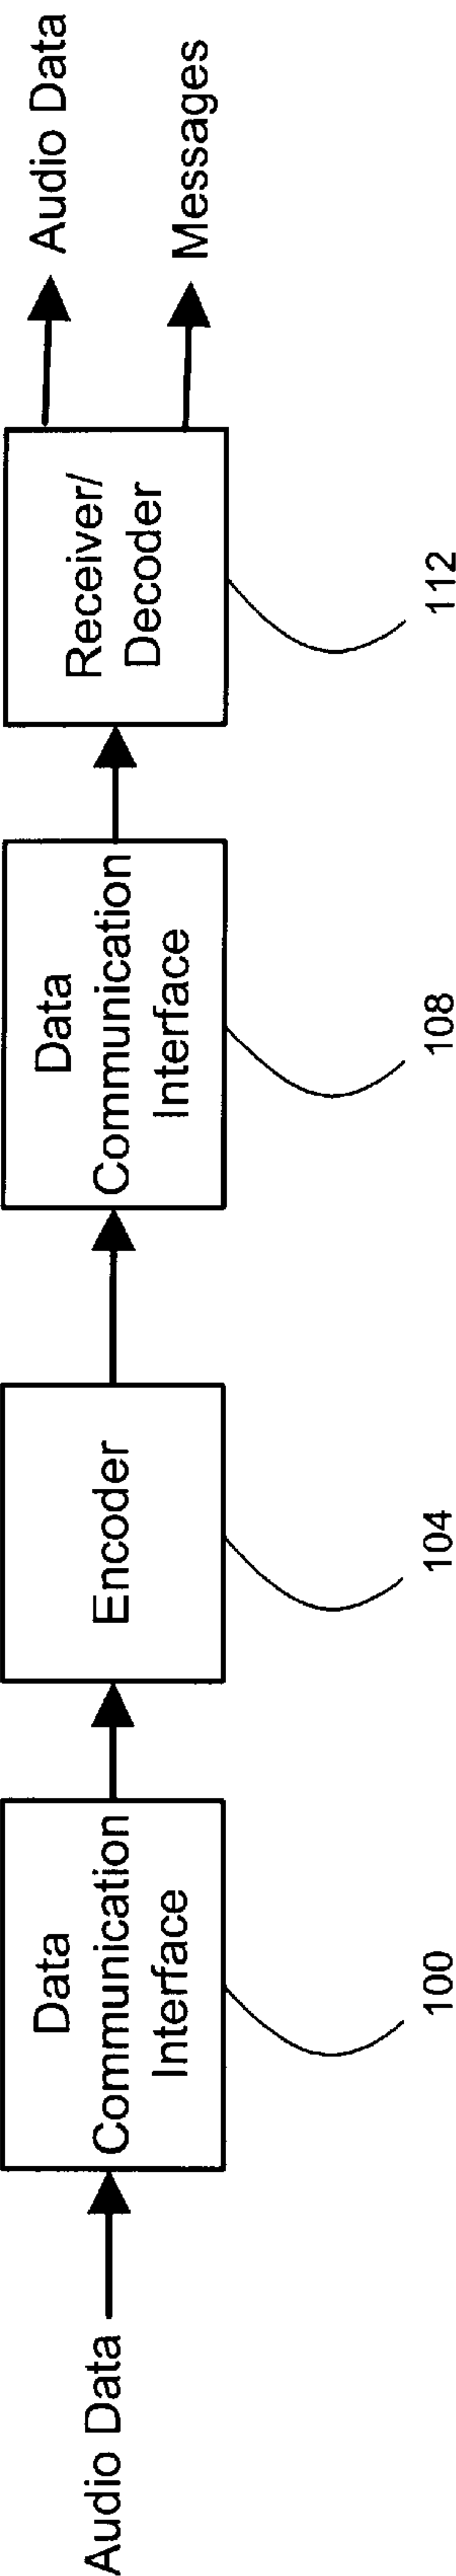 Audio Data
Data
Communication
Interface
100
Encoder
104
Data
Communication
Interface
108
Receiver/
Decoder
112
Audio Data
Messages